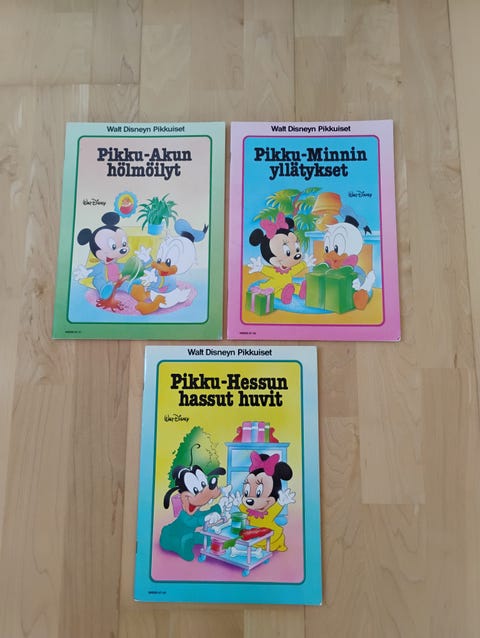 Walt Disneyn Pikkuiset
Pikku-Akun
hölmöilyt
Walt Disney
Walt Disneyn Pikkuiset
Pikku-Minnin
yllätykset
Walt Disney
Walt Disneyn Pikkuiset
Pikku-Hessun
hassut huvit
Walt Disney